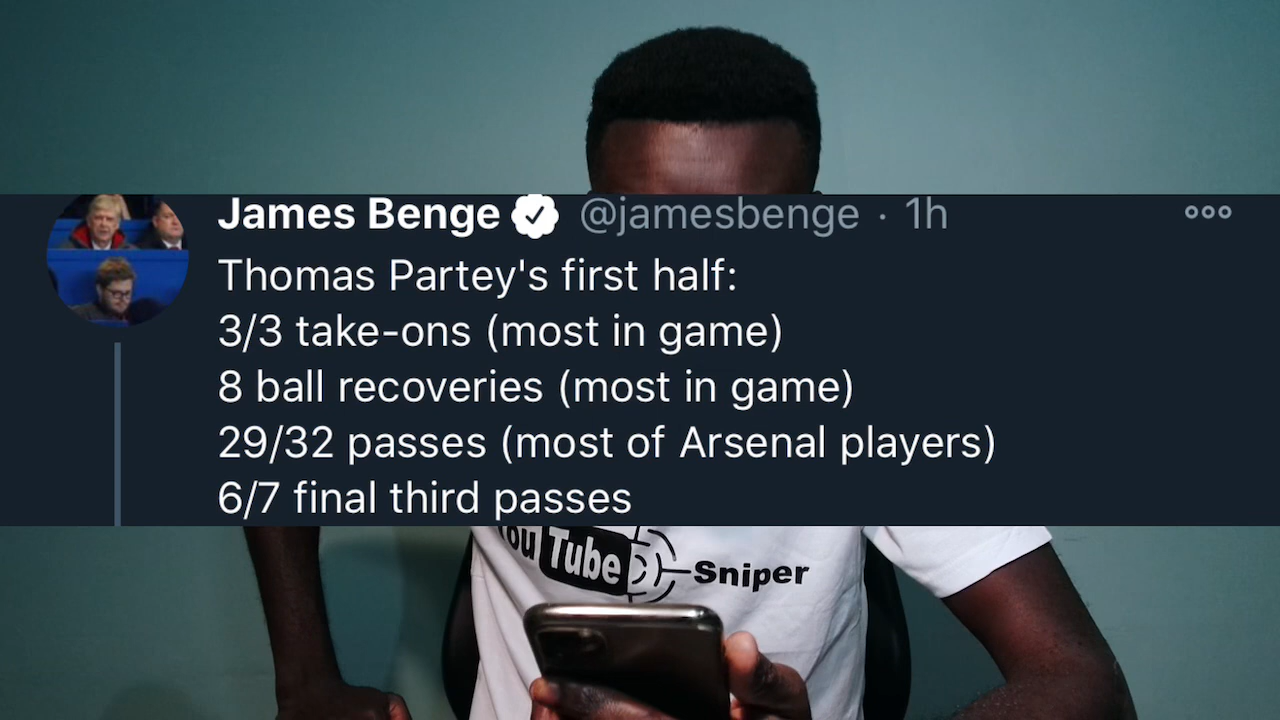 James Benge @jamesbenge · 1h
Thomas Partey's first half:
3/3 take-ons (most in game)
8 ball recoveries (most in game)
29/32 passes (most of Arsenal players)
6/7 final third passes
You Tube Sniper